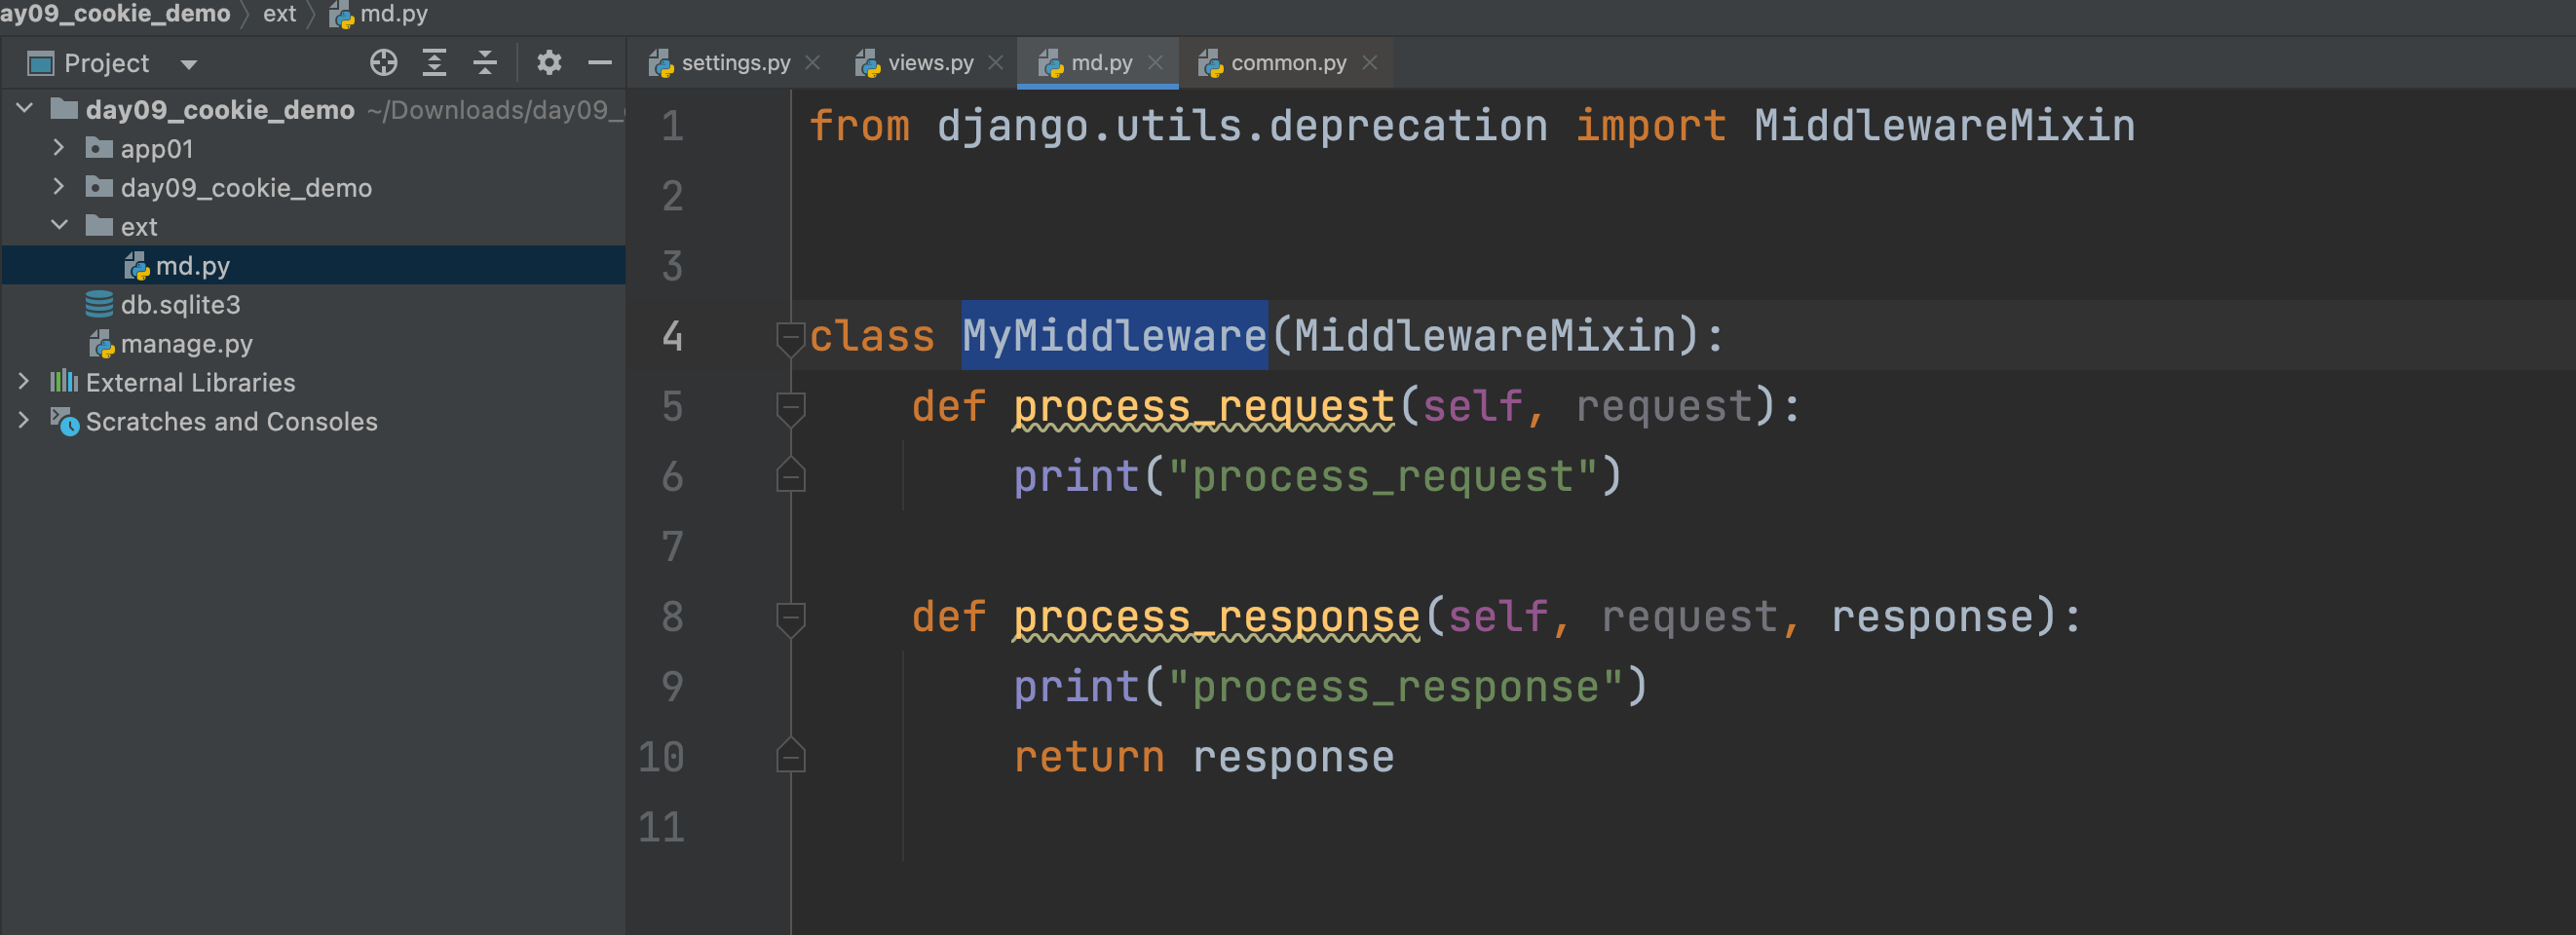 ay09_cookie_demo ext md.py
Project
settings.py views.py md.py common.py
day09_cookie_demo ~/Downloads/day09_
app01
day09_cookie_demo
ext
md.py
db.sqlite3
manage.py
External Libraries
Scratches and Consoles
1 from django.utils.deprecation import MiddlewareMixin
2
3
4 class MyMiddleware(MiddlewareMixin):
5 def process_request(self, request):
6 print("process_request")
7
8 def process_response(self, request, response):
9 print("process_response")
10 return response
11